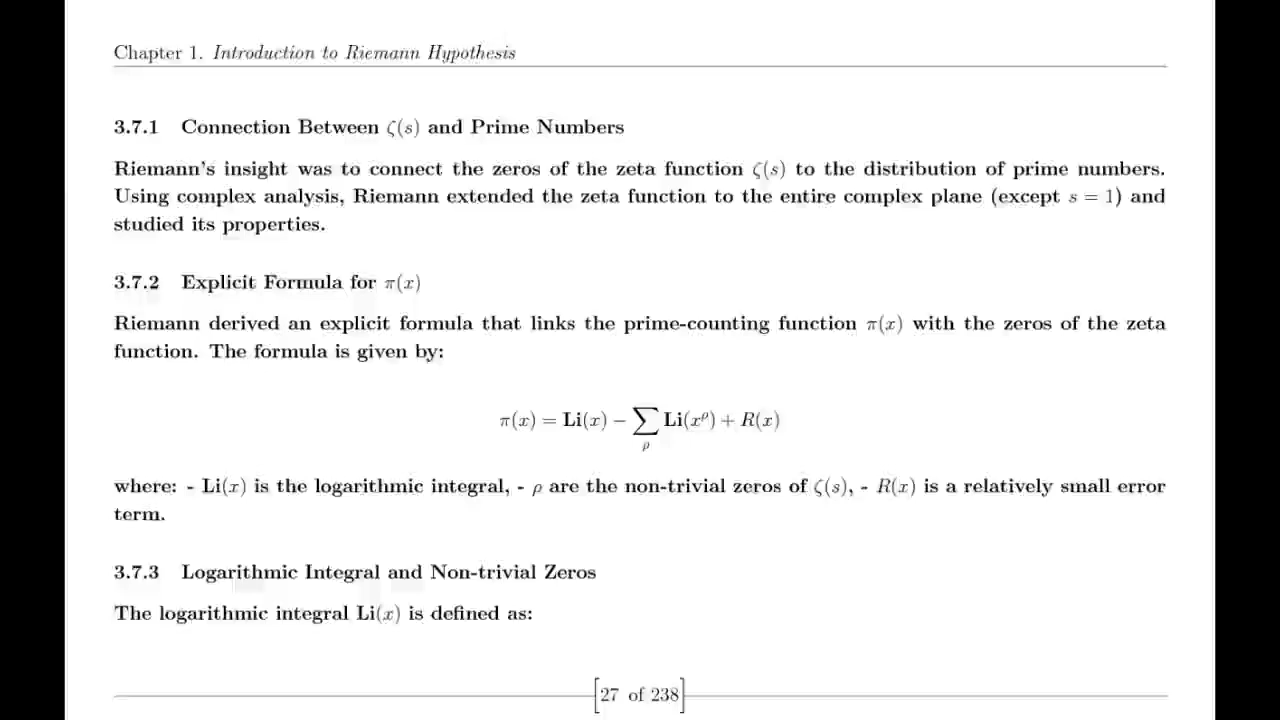 Chapter 1. Introduction to Riemann Hypothesis
3.7.1 Connection Between ζ(s) and Prime Numbers
Riemann's insight was to connect the zeros of the zeta function ζ(s) to the distribution of prime numbers.
Using complex analysis, Riemann extended the zeta function to the entire complex plane (except s = 1) and
studied its properties.
3.7.2 Explicit Formula for π(x)
Riemann derived an explicit formula that links the prime-counting function π(x) with the zeros of the zeta
function. The formula is given by:
π(x) = Li(x) − ∑ Li(x^ρ) + R(x)
ρ
where: - Li(x) is the logarithmic integral, - ρ are the non-trivial zeros of ζ(s), - R(x) is a relatively small error
term.
3.7.3 Logarithmic Integral and Non-trivial Zeros
The logarithmic integral Li(x) is defined as:
[27 of 238]